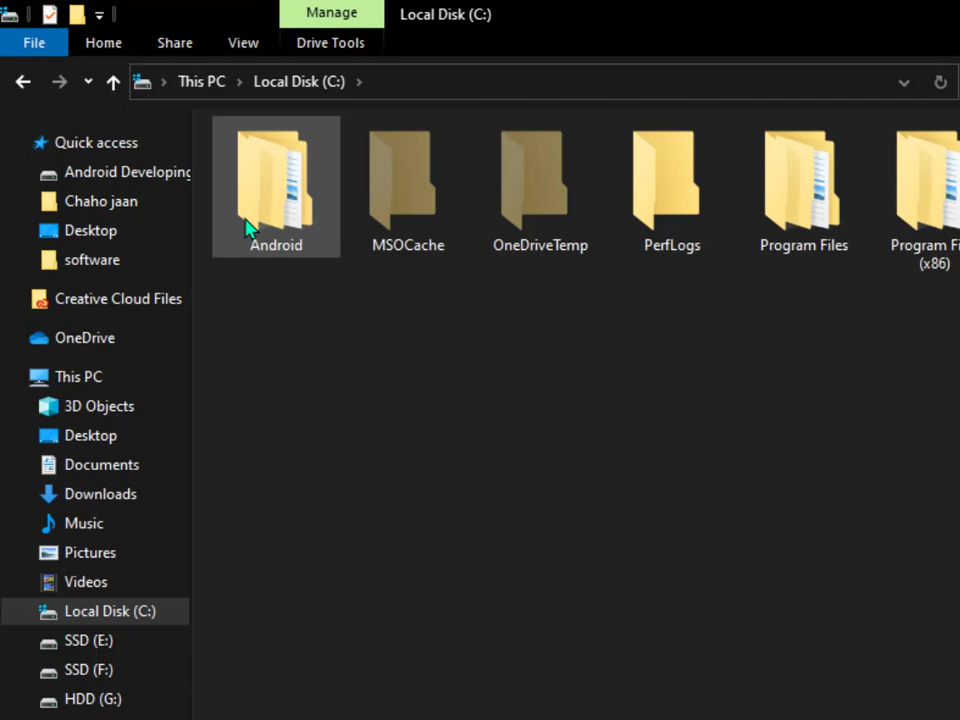 Manage
Local Disk (C:)
File
Home
Share
View
Drive Tools
This PC
Local Disk (C:)
Quick access
Android Developing
Chaho jaan
Desktop
software
Creative Cloud Files
OneDrive
This PC
3D Objects
Desktop
Documents
Downloads
Music
Pictures
Videos
Local Disk (C:)
SSD (E:)
SSD (F:)
HDD (G:)
Android
MSOCache
OneDriveTemp
PerfLogs
Program Files
Program Fi
(x86)